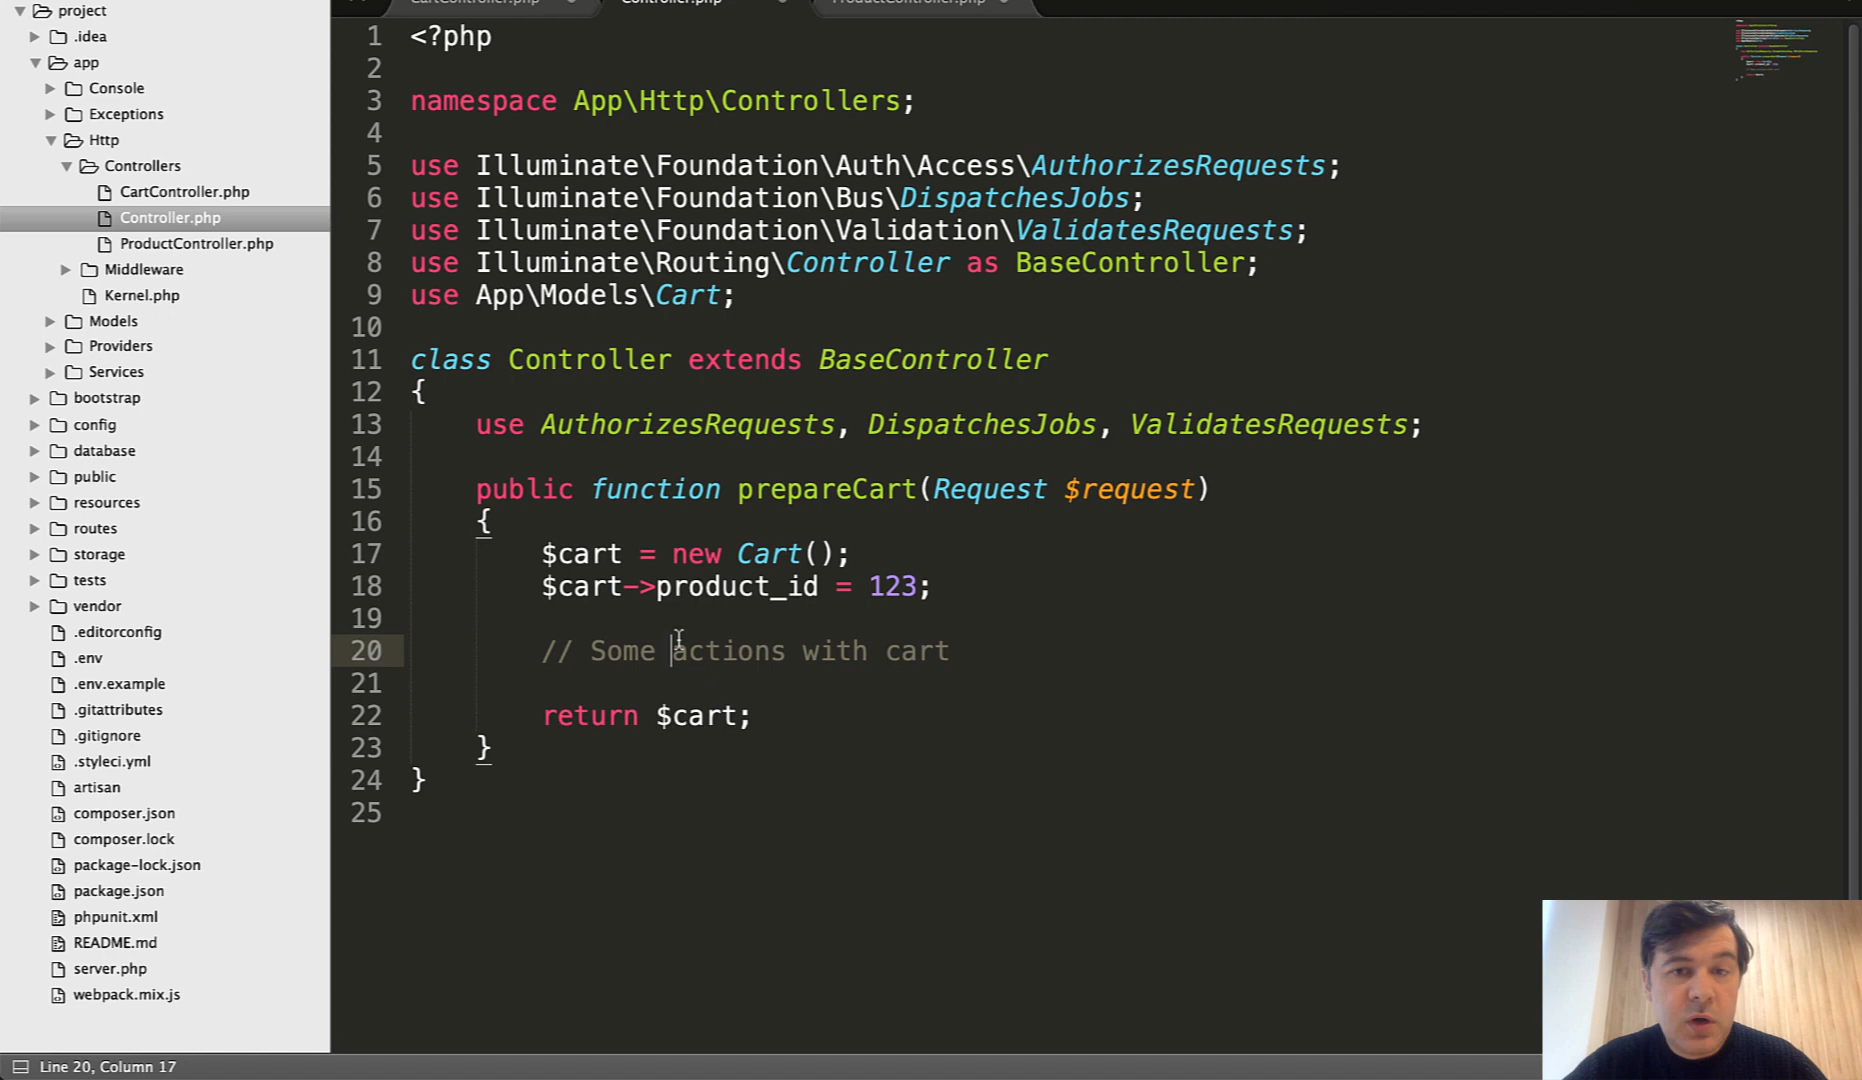 project
.idea
app
Console
Exceptions
Http
Controllers
CartController.php
Controller.php
ProductController.php
Middleware
Kernel.php
Models
Providers
Services
bootstrap
config
database
public
resources
routes
storage
tests
vendor
.editorconfig
.env
.env.example
.gitattributes
.gitignore
.styleci.yml
artisan
composer.json
composer.lock
package-lock.json
package.json
phpunit.xml
README.md
server.php
webpack.mix.js
CartController.php Controller.php ProductController.php
1 <?php
2
3 namespace App\Http\Controllers;
4
5 use Illuminate\Foundation\Auth\Access\AuthorizesRequests;
6 use Illuminate\Foundation\Bus\DispatchesJobs;
7 use Illuminate\Foundation\Validation\ValidatesRequests;
8 use Illuminate\Routing\Controller as BaseController;
9 use App\Models\Cart;
10
11 class Controller extends BaseController
12 {
13     use AuthorizesRequests, DispatchesJobs, ValidatesRequests;
14
15     public function prepareCart(Request $request)
16     {
17         $cart = new Cart();
18         $cart->product_id = 123;
19
20         // Some actions with cart
21
22         return $cart;
23     }
24 }
25
Line 20, Column 17